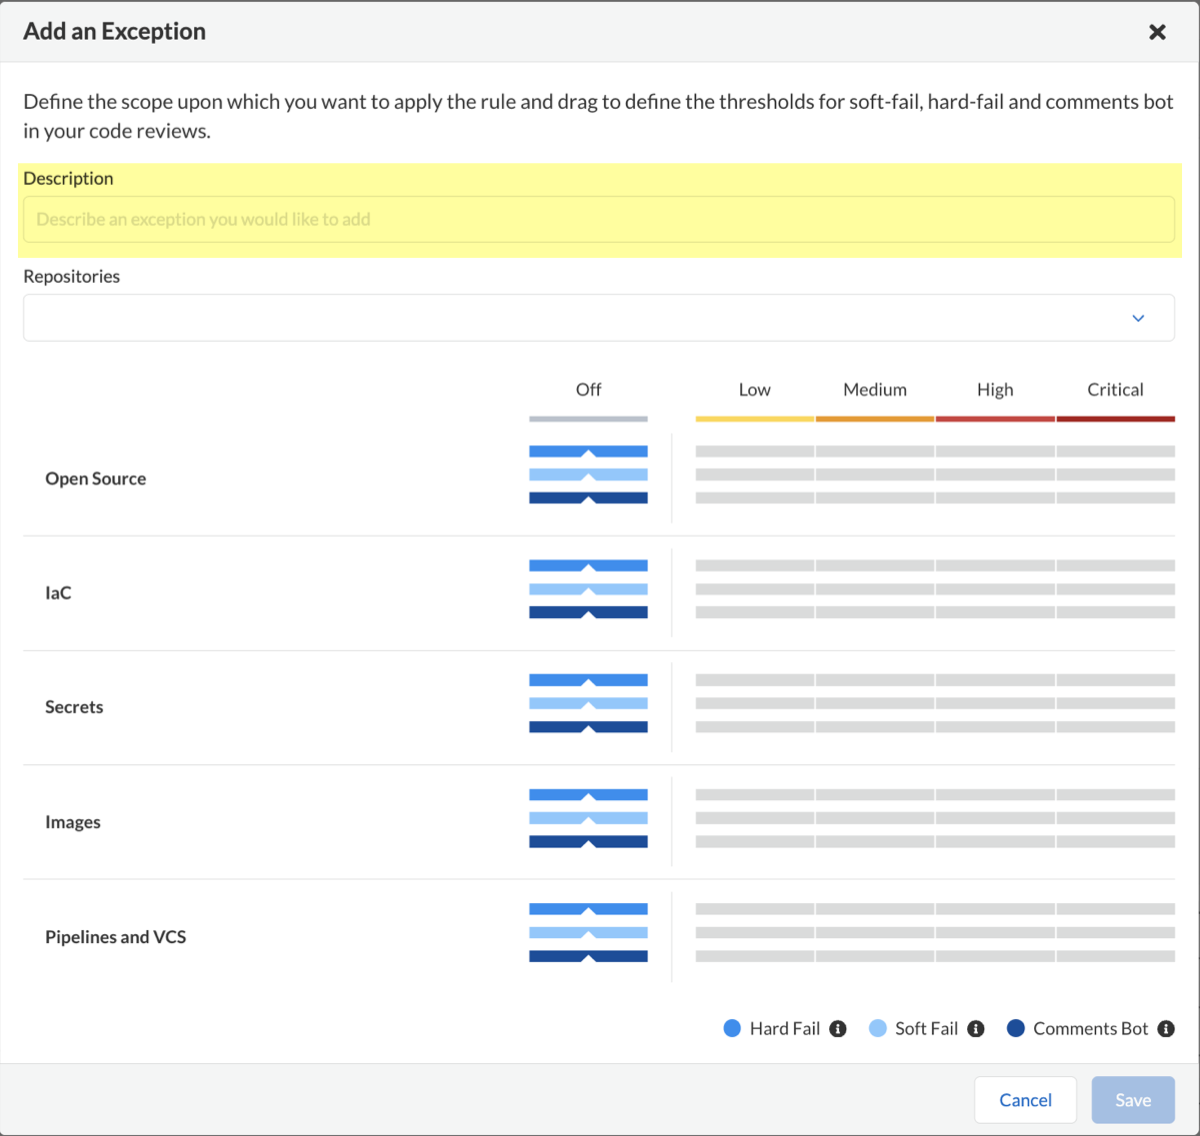 Add an Exception
Define the scope upon which you want to apply the rule and drag to define the thresholds for soft-fail, hard-fail and comments bot
in your code reviews.
Description
Describe an exception you would like to add
Repositories
Off Low Medium High Critical
Open Source
IaC
Secrets
Images
Pipelines and VCS
Hard Fail Soft Fail Comments Bot
Cancel Save